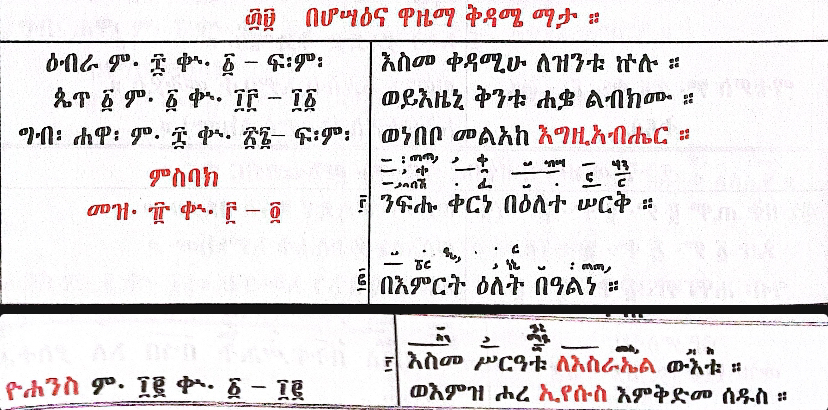 ፴፱ በሆሣዕና ዋዜማ ቅዳሜ ማታ ።
ዕብራ ም. ፰ ቍ. ፩ – ፍ፡ም፡
ጴጥ ፩ ም. ፩ ቍ. ፲፫ – ፲፩
ግብ፡ ሐዋ፡ ም. ፰ ቍ. ፳፮– ፍ፡ም፡
ምስባክ
መዝ. ፹ ቍ. ፫ – ፬
እስመ ቀዳሚሁ ለዝንቱ ኵሉ ።
ወይእዜኒ ቅንቱ ሐቌ ልብክሙ ።
ወነበቦ መልአከ እግዚአብሔር ።
፫ ንፍሑ ቀርነ በዕለተ ሠርቅ ።
፪ በእምርት ዕለት በዓልነ ።
ዮሐንስ ም. ፲፪ ቍ. ፩ – ፲፪
፫ እስመ ሥርዓቱ ለእስራኤል ውእቱ ።
ወእምዝ ሖረ ኢየሱስ እምቅድመ ሰዱስ ።